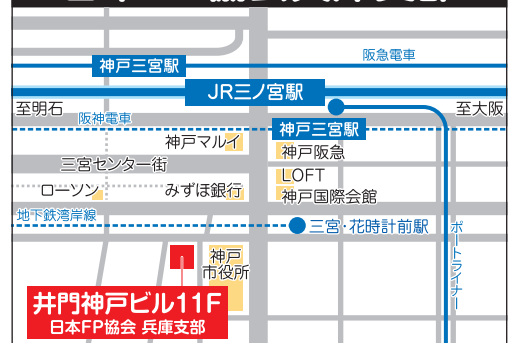 阪急電車
神戸三宮駅
JR三ノ宮駅
至明石
至大阪
阪神電車
神戸三宮駅
神戸マルイ
神戸阪急
三宮センター街
LOFT
ローソン
みずほ銀行
神戸国際会館
地下鉄湾岸線
三宮・花時計前駅
ポートライナー
神戸
市役所
井門神戸ビル11F
日本FP協会 兵庫支部